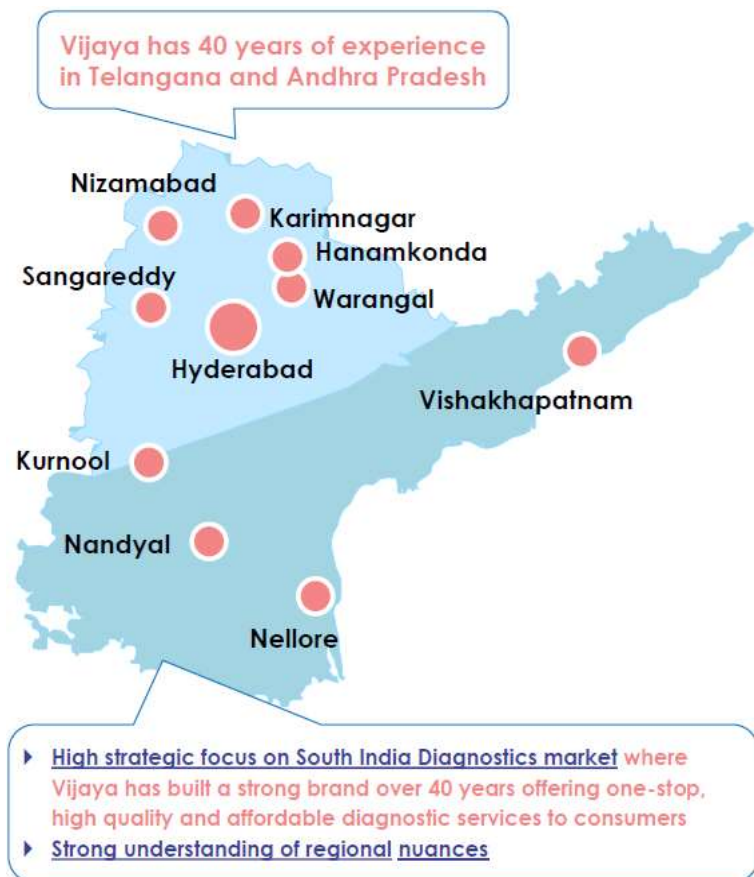 Vijaya has 40 years of experience
in Telangana and Andhra Pradesh
Nizamabad
Karimnagar
Hanamkonda
Sangareddy
Warangal
Hyderabad
Vishakhapatnam
Kurnool
Nandyal
Nellore
▸ High strategic focus on South India Diagnostics market where
Vijaya has built a strong brand over 40 years offering one-stop,
high quality and affordable diagnostic services to consumers
▸ Strong understanding of regional nuances